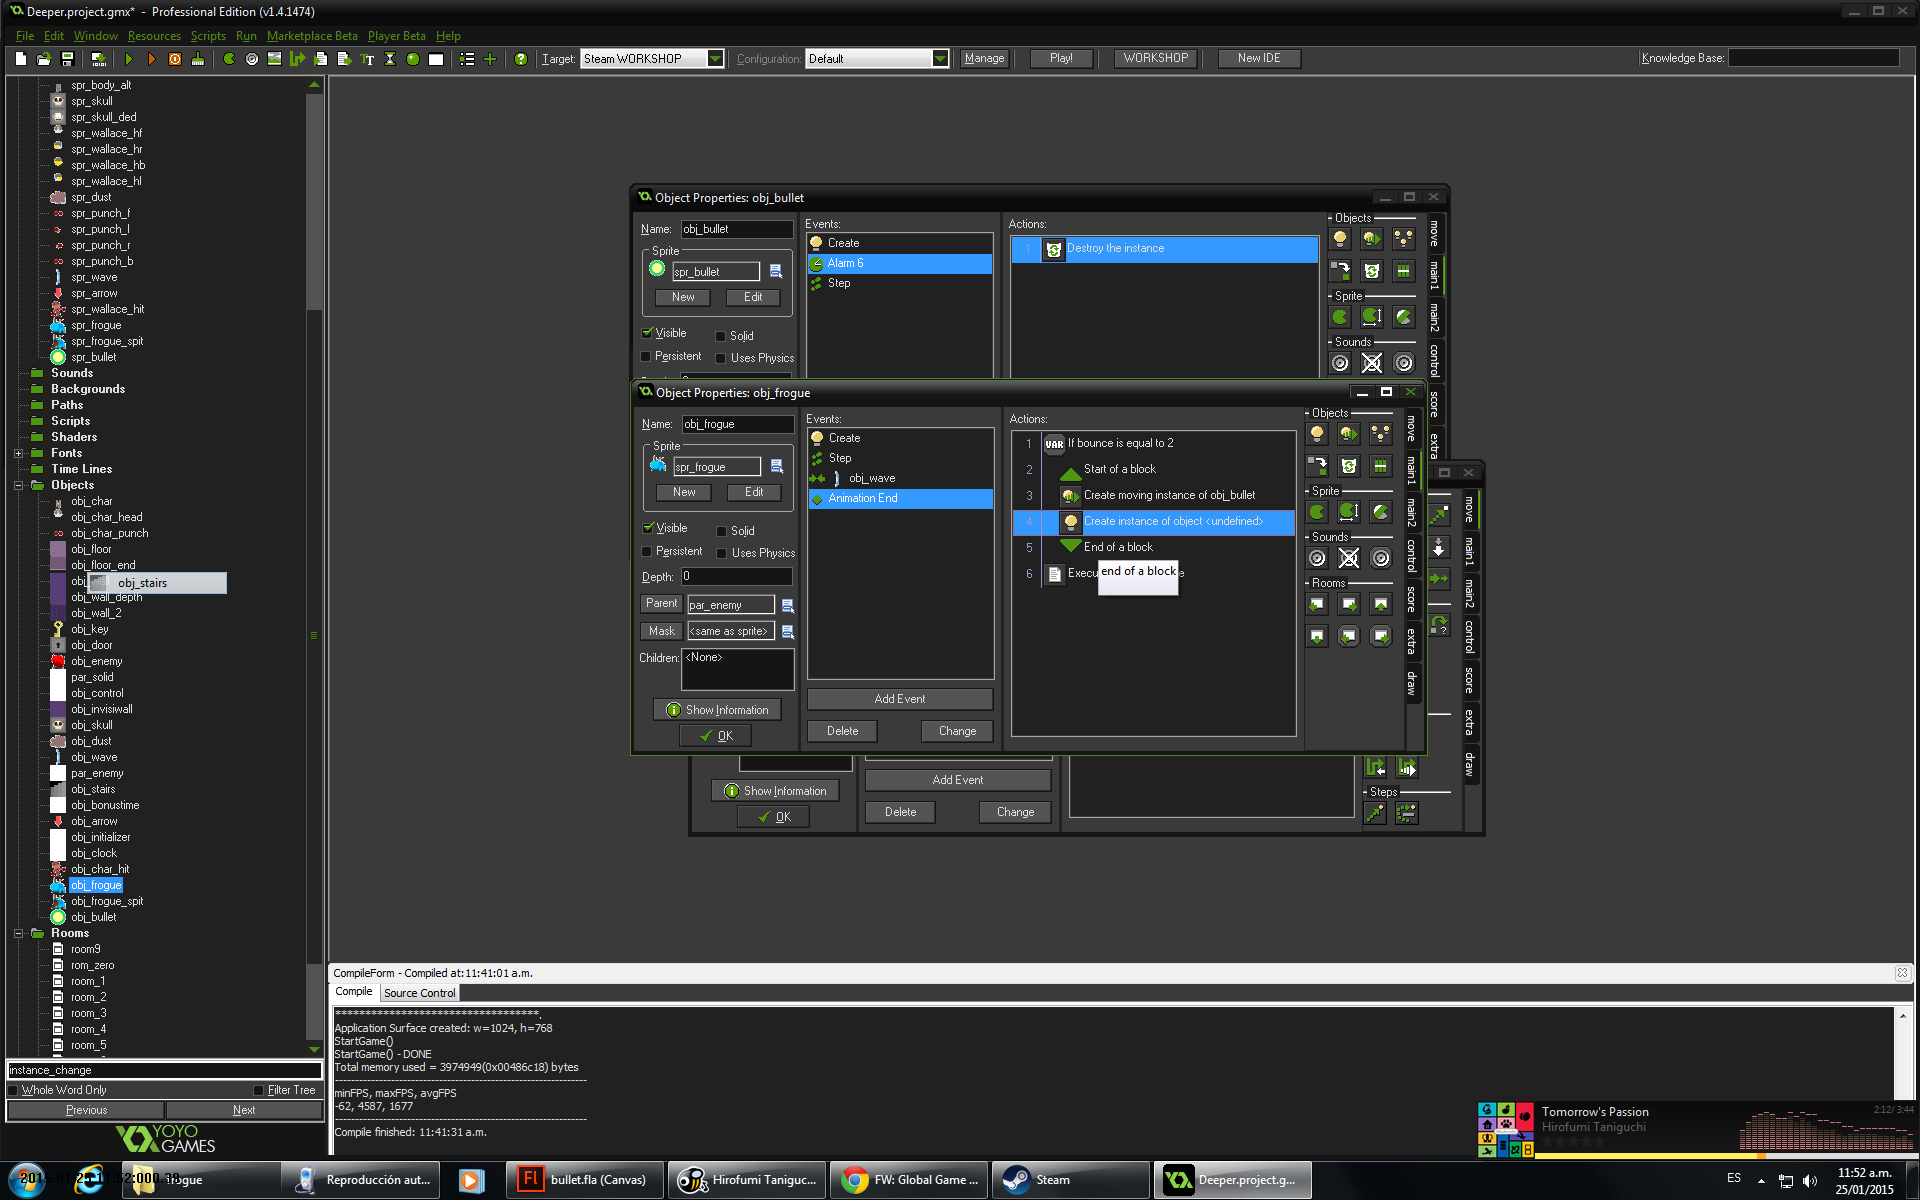 Deeper.project.gmx* - Professional Edition (v1.4.1474)
File Edit Window Resources Scripts Run Marketplace Beta Player Beta Help
Target: Steam WORKSHOP Configuration: Default Manage Play! WORKSHOP New IDE Knowledge Base:
spr_body_alt
spr_skull
spr_skull_ded
spr_wallace_hf
spr_wallace_hr
spr_wallace_hb
spr_wallace_hl
spr_dust
spr_punch_f
spr_punch_l
spr_punch_r
spr_punch_b
spr_wave
spr_arrow
spr_wallace_hit
spr_frogue
spr_frogue_spit
spr_bullet
Sounds
Backgrounds
Paths
Scripts
Shaders
Fonts
Time Lines
Objects
obj_char
obj_char_head
obj_char_punch
obj_floor
obj_floor_end
obj_stairs
obj_wall_depth
obj_wall_2
obj_key
obj_door
obj_enemy
par_solid
obj_control
obj_invisiwall
obj_skull
obj_dust
obj_wave
par_enemy
obj_stairs
obj_bonustime
obj_arrow
obj_initializer
obj_clock
obj_char_hit
obj_frogue
obj_frogue_spit
obj_bullet
Rooms
room9
rom_zero
room_1
room_2
room_3
room_4
room_5
instance_change
Whole Word Only Filter Tree
Previous Next
YOYO GAMES
Object Properties: obj_bullet
Name: obj_bullet
Sprite
spr_bullet
New Edit
Visible Solid
Persistent Uses Physics
Events:
Create
Alarm 6
Step
Actions:
1 Destroy the instance
Objects
Sprite
Sounds
move
main1
main2
control
score
extra
Object Properties: obj_frogue
Name: obj_frogue
Sprite
spr_frogue
New Edit
Visible Solid
Persistent Uses Physics
Depth: 0
Parent par_enemy
Mask <same as sprite>
Children: <None>
Show Information
OK
Events:
Create
Step
obj_wave
Animation End
Add Event
Delete Change
Actions:
1 VAR If bounce is equal to 2
2 Start of a block
3 Create moving instance of obj_bullet
4 Create instance of object <undefined>
5 End of a block
6 Execu e
end of a block
Objects
Sprite
Sounds
Rooms
move
main1
main2
control
score
extra
draw
move
main1
main2
control
score
extra
draw
Show Information
OK
Add Event
Delete Change
Steps
CompileForm - Compiled at:11:41:01 a.m.
Compile Source Control
***********************************.
Application Surface created: w=1024, h=768
StartGame()
StartGame() - DONE
Total memory used = 3974949(0x00486c18) bytes
minFPS, maxFPS, avgFPS
-62, 4587, 1677
Compile finished: 11:41:31 a.m.
Tomorrow's Passion
Hirofumi Taniguchi
2:12/ 3:44
frogue
Reproducción aut...
Fl bullet.fla (Canvas)
Hirofumi Taniguc...
FW: Global Game ...
Steam
Deeper.project.g...
ES
11:52 a.m.
25/01/2015